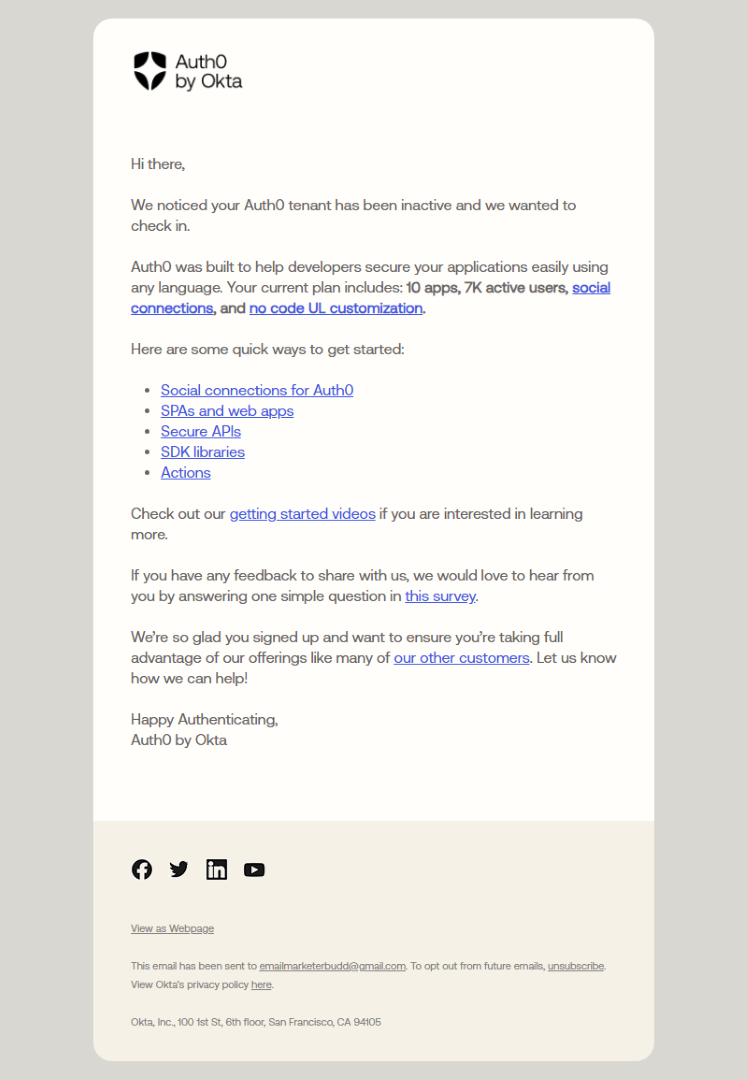 Auth0
by Okta
Hi there,
We noticed your Auth0 tenant has been inactive and we wanted to
check in.
Auth0 was built to help developers secure your applications easily using
any language. Your current plan includes: 10 apps, 7K active users, social
connections, and no code UL customization.
Here are some quick ways to get started:
• Social connections for Auth0
• SPAs and web apps
• Secure APIs
• SDK libraries
• Actions
Check out our getting started videos if you are interested in learning
more.
If you have any feedback to share with us, we would love to hear from
you by answering one simple question in this survey.
We're so glad you signed up and want to ensure you're taking full
advantage of our offerings like many of our other customers. Let us know
how we can help!
Happy Authenticating,
Auth0 by Okta
View as Webpage
This email has been sent to emailmarketerbudd@gmail.com. To opt out from future emails, unsubscribe.
View Okta's privacy policy here.
Okta, Inc., 100 1st St, 6th floor, San Francisco, CA 94105